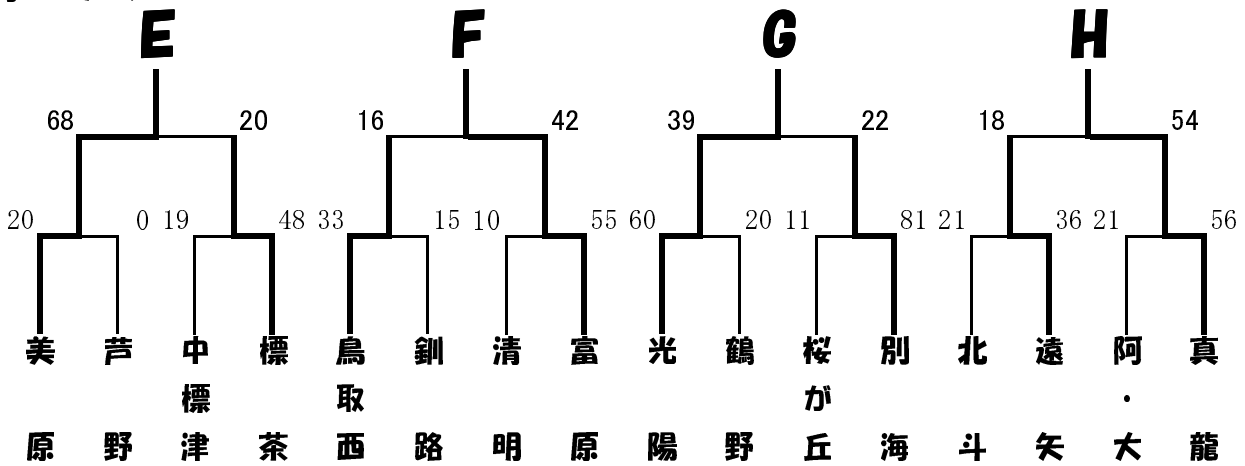 E F G H
68 20 16 42 39 22 18 54
20 0 19 48 33 15 10 55 60 20 11 81 21 36 21 56
美原
芦野
中標津
標茶
鳥取西
釧路
清明
富原
光陽
鶴野
桜が丘
別海
北斗
遠矢
阿・大
真龍